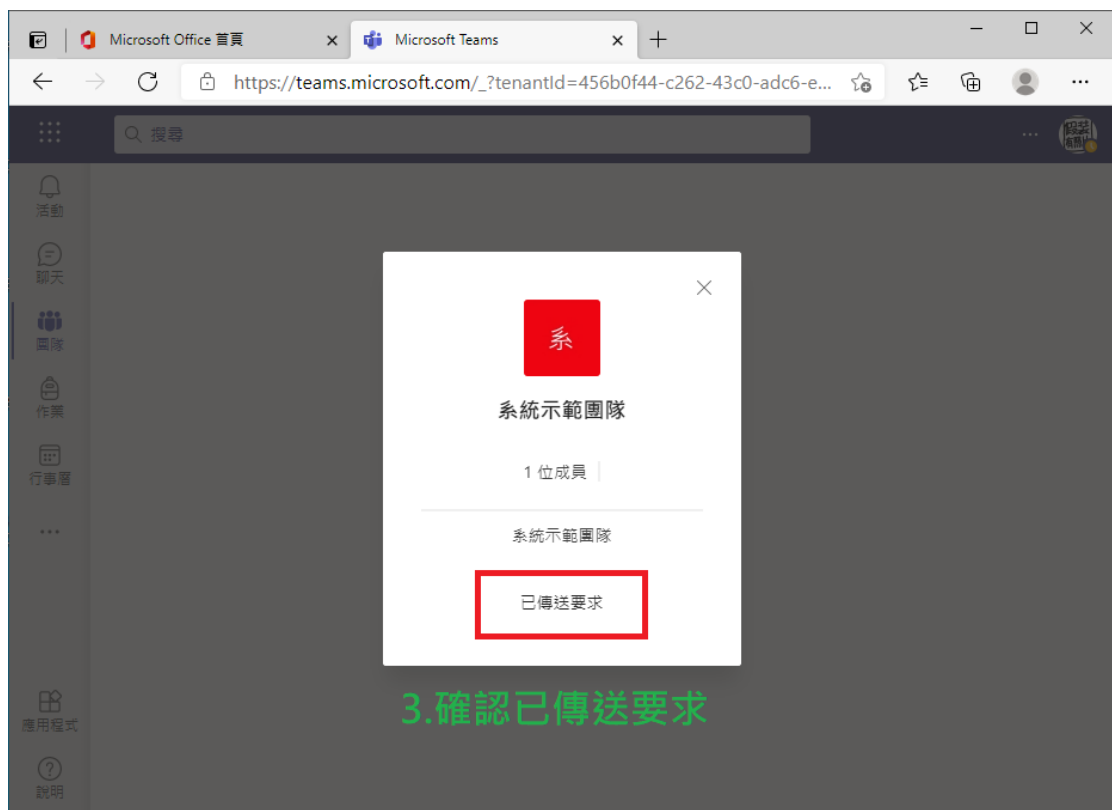 Microsoft Office 首頁
Microsoft Teams
https://teams.microsoft.com/_?tenantId=456b0f44-c262-43c0-adc6-e...
搜尋
活動
聊天
團隊
作業
行事曆
系
系統示範團隊
1 位成員
系統示範團隊
已傳送要求
3.確認已傳送要求
應用程式
說明